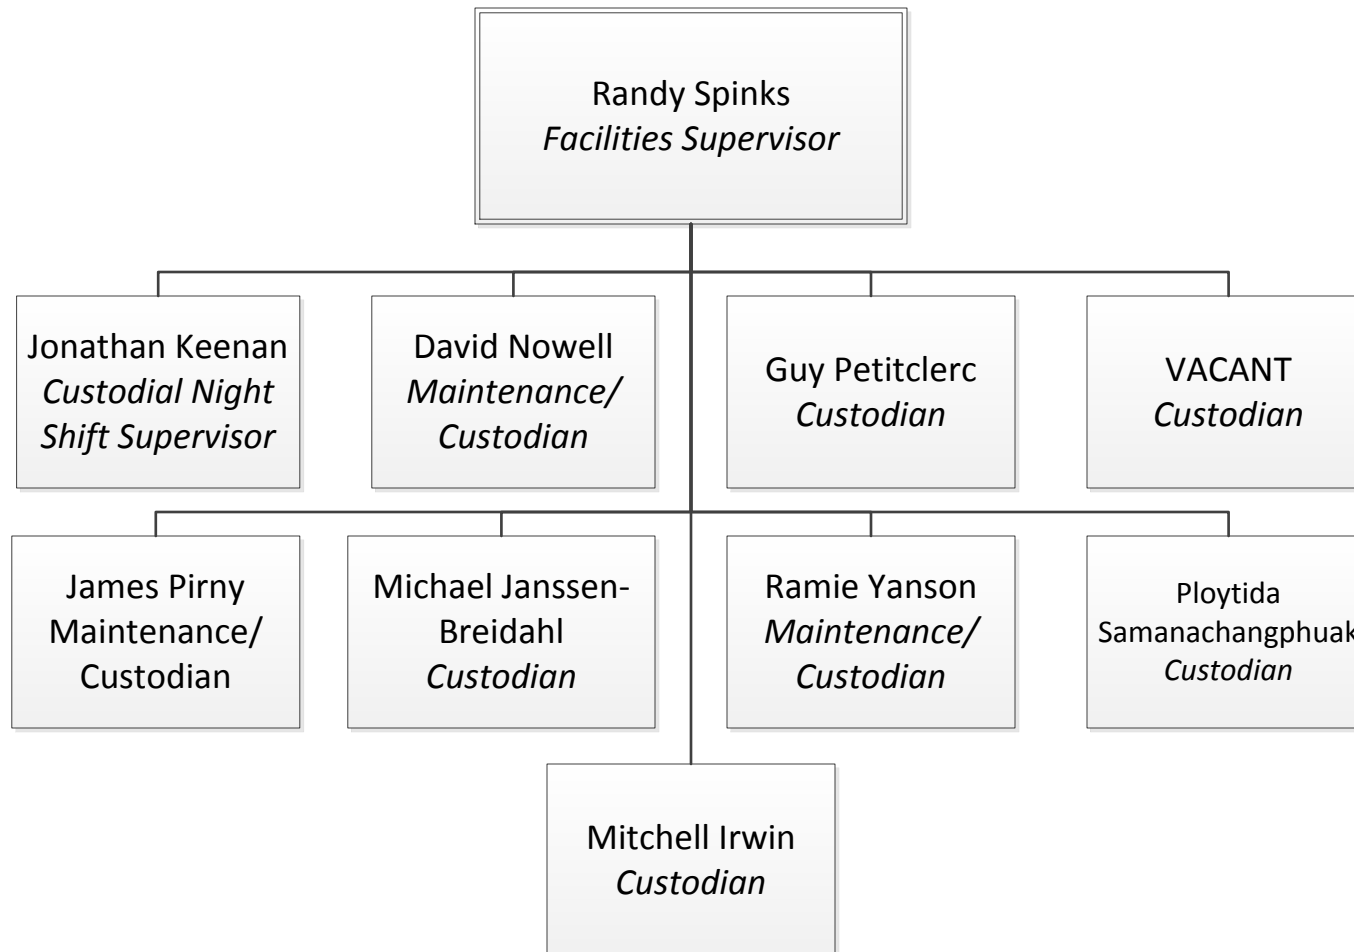 Randy Spinks
Facilities Supervisor
Jonathan Keenan
Custodial Night
Shift Supervisor
David Nowell
Maintenance/
Custodian
Guy Petitclerc
Custodian
VACANT
Custodian
James Pirny
Maintenance/
Custodian
Michael Janssen-
Breidahl
Custodian
Ramie Yanson
Maintenance/
Custodian
Ploytida
Samanachangphuak
Custodian
Mitchell Irwin
Custodian